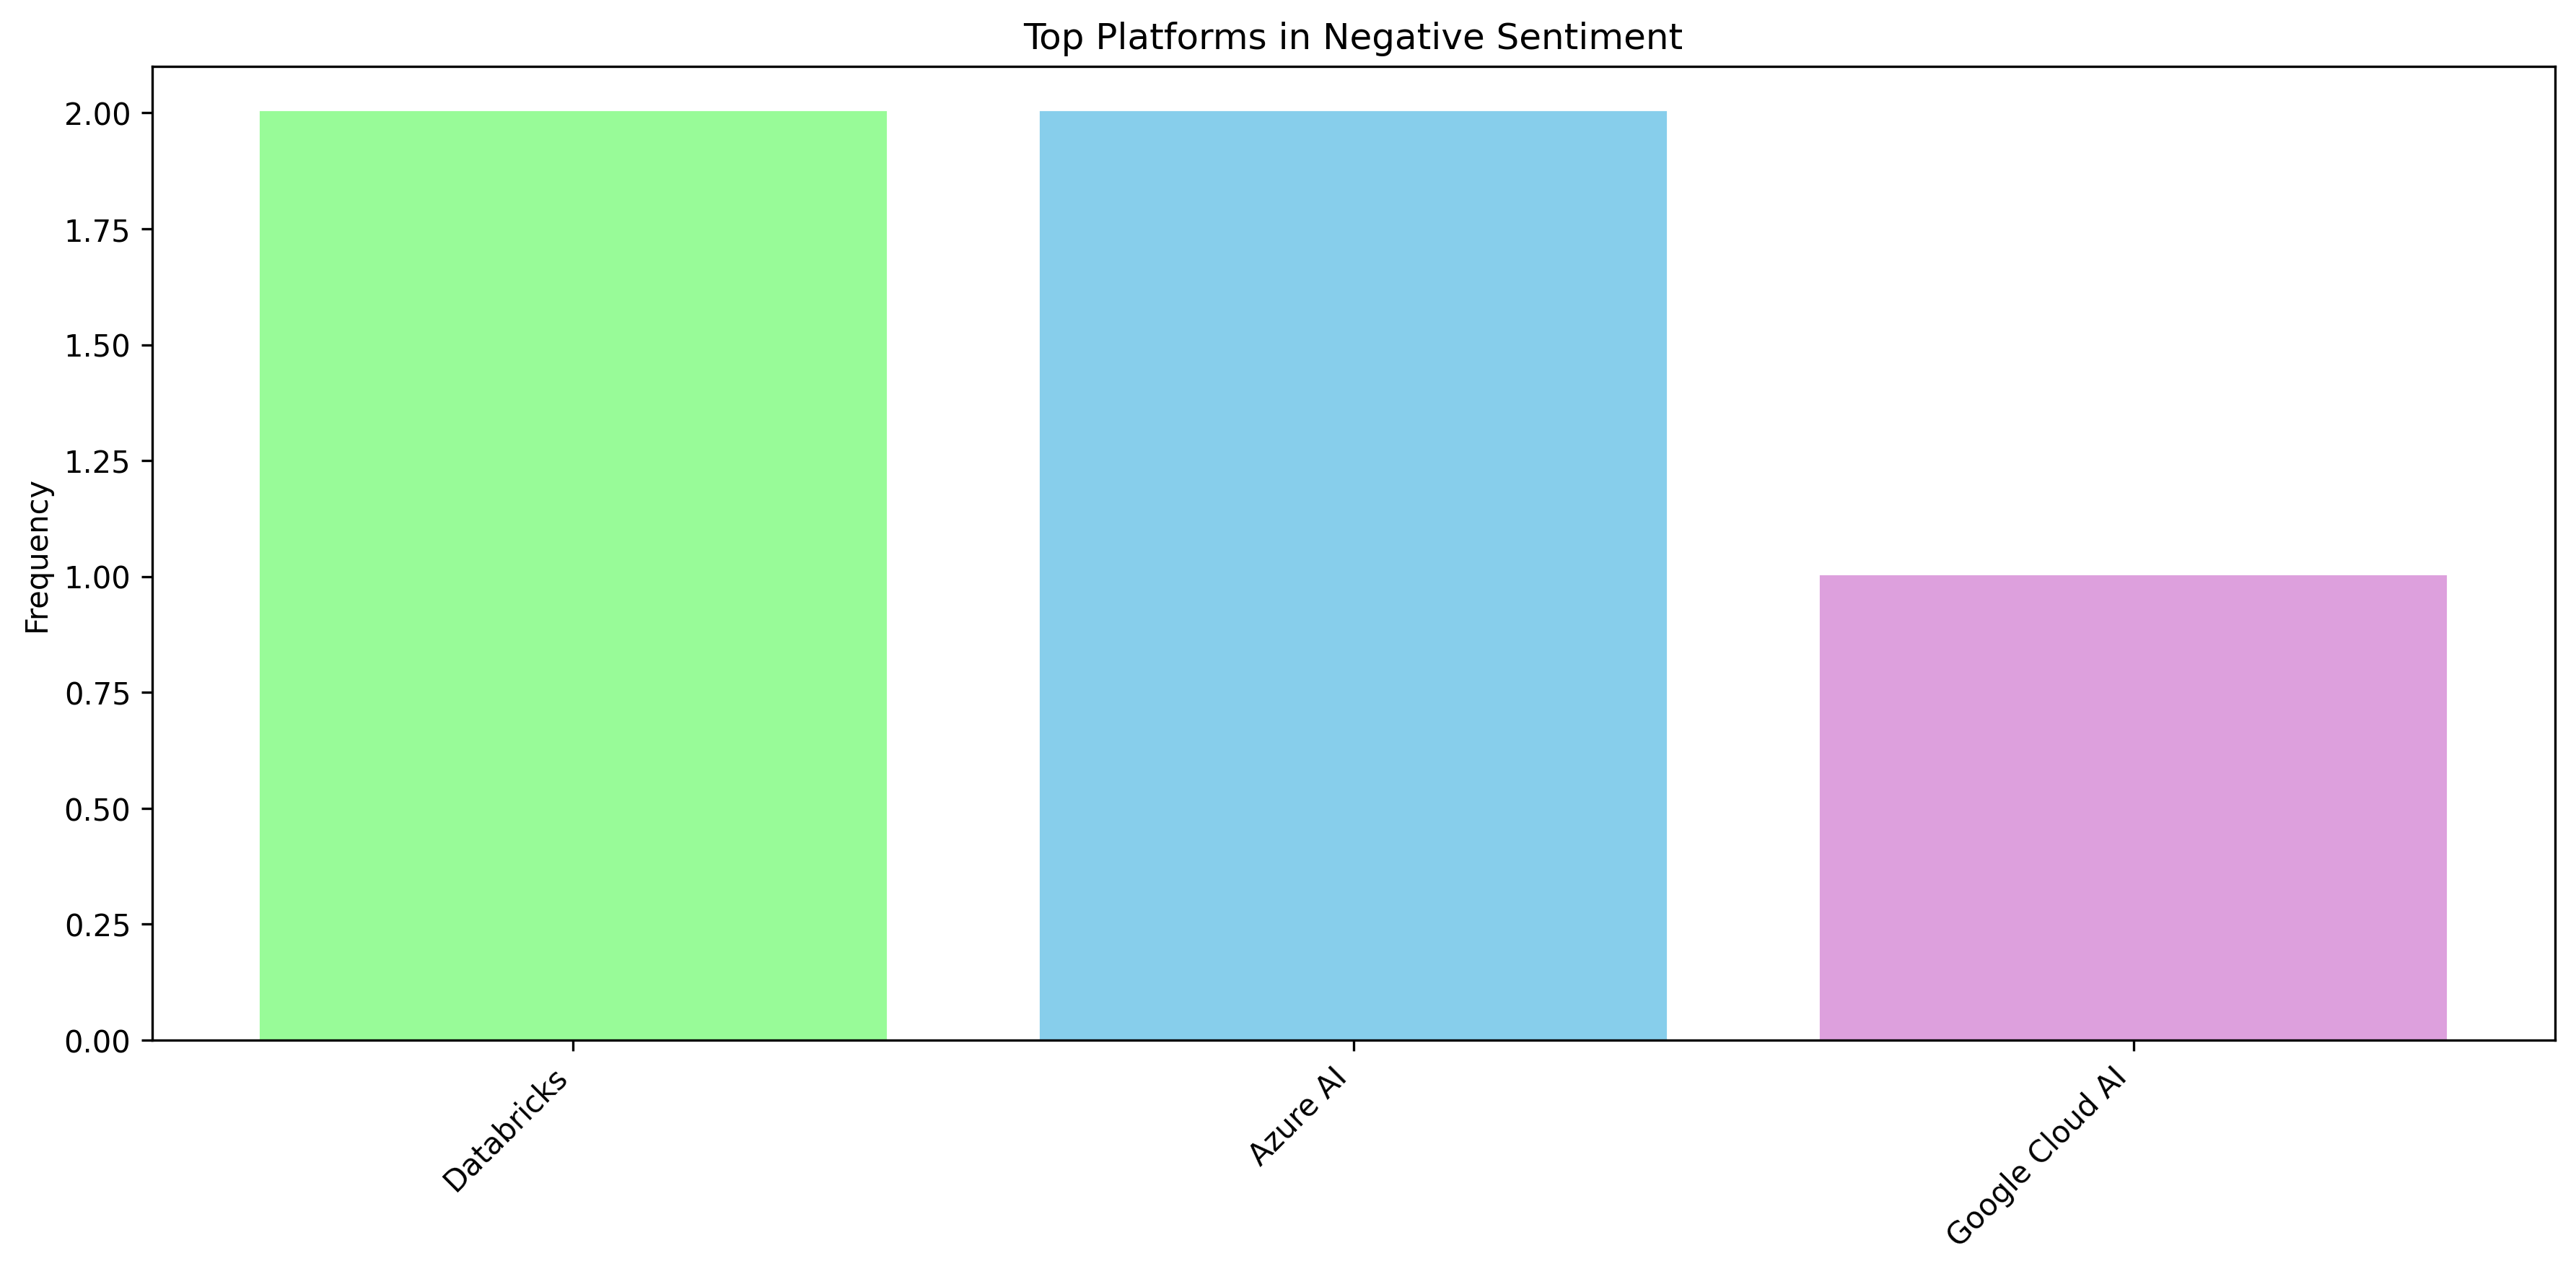 Top Platforms in Negative Sentiment
Frequency
2.00
1.75
1.50
1.25
1.00
0.75
0.50
0.25
0.00
Databricks
Azure AI
Google Cloud AI